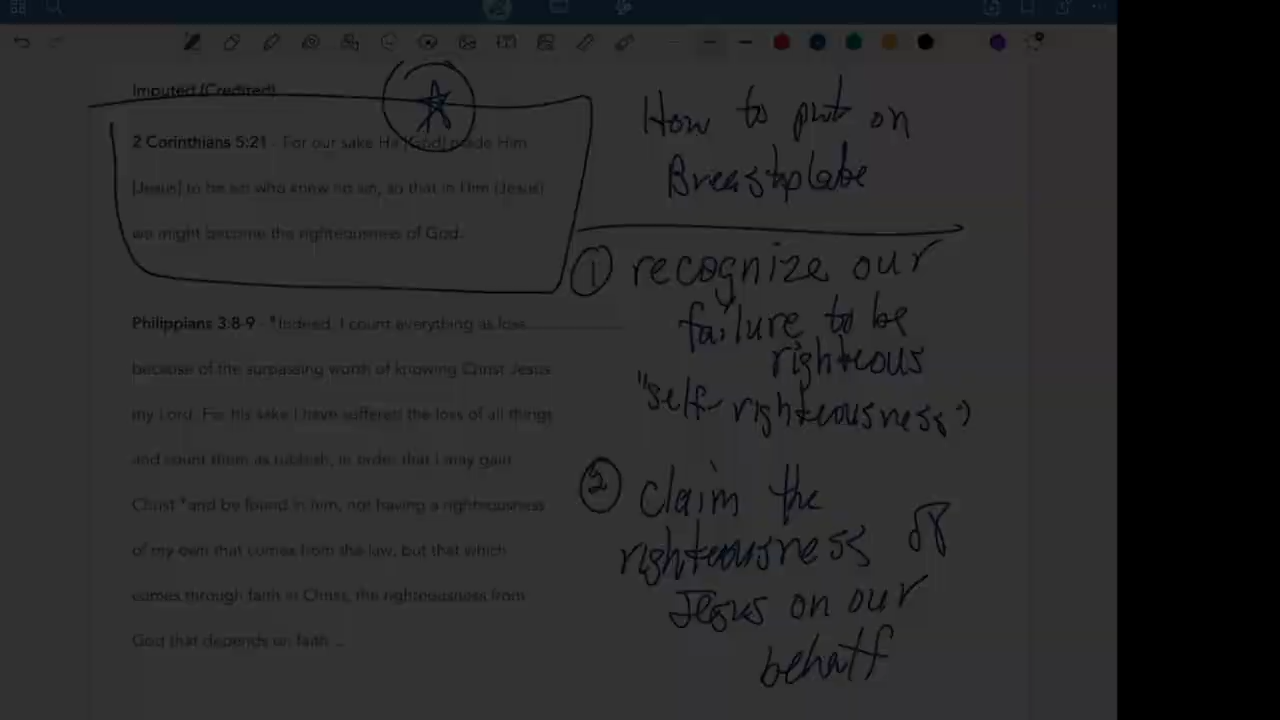 Imputed (Credited)
2 Corinthians 5:21 - For our sake He [God] made Him
[Jesus] to be sin who knew no sin, so that in Him (Jesus)
we might become the righteousness of God.
Philippians 3:8-9 - "Indeed, I count everything as loss
because of the surpassing worth of knowing Christ Jesus
my Lord. For his sake I have suffered the loss of all things
and count them as rubbish, in order that I may gain
Christ "and be found in him, not having a righteousness
of my own that comes from the law, but that which
comes through faith in Christ, the righteousness from
God that depends on faith ...
How to put on
Breastplate
1 recognize our
failure to be
righteous
"self-righteousness"
2 claim the
righteousness of
Jesus on our
behalf